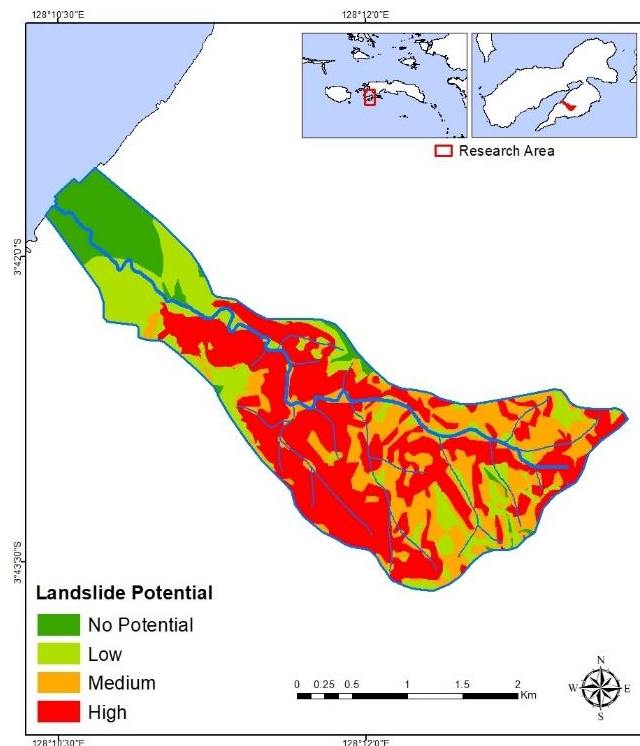 128°10'30"E 128°12'0"E
Research Area
3°42'0"S
3°43'30"S
Landslide Potential
No Potential
Low
Medium
High
0 0.25 0.5 1 1.5 2
Km
N
W E
S
128°10'30"E 128°12'0"E